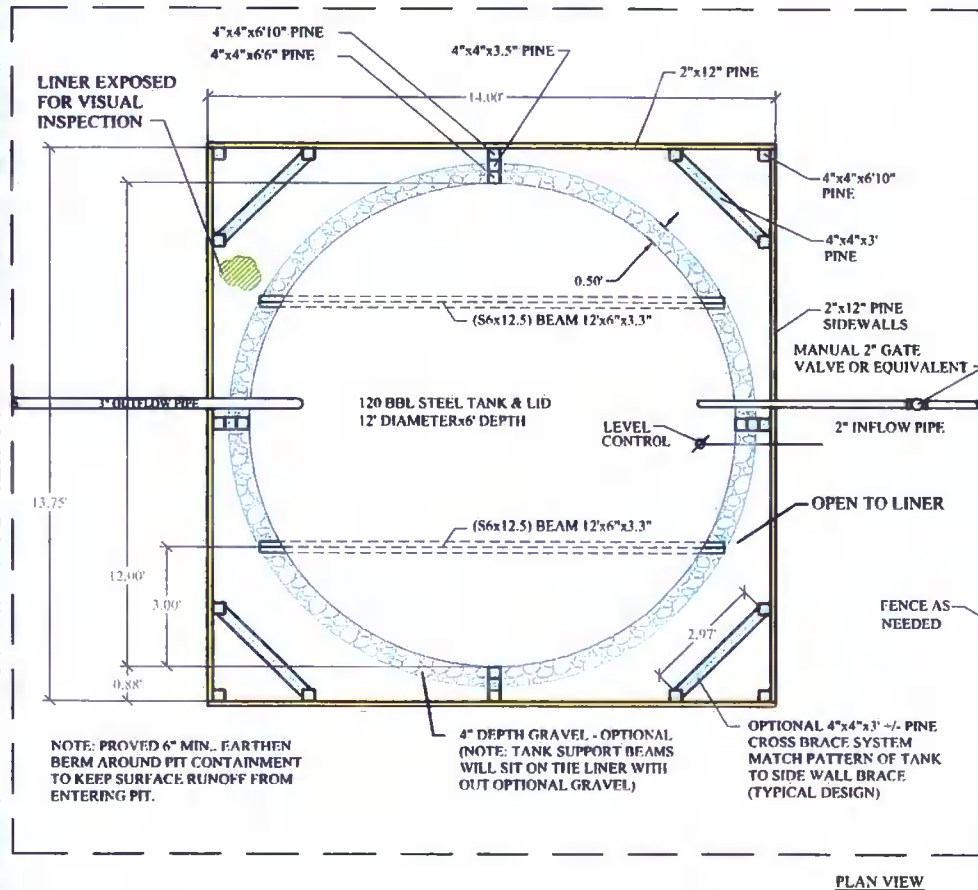 4"x4"x6'10" PINE
4"x4"x6'6" PINE
4"x4"x3.5" PINE
2"x12" PINE
LINER EXPOSED
FOR VISUAL
INSPECTION
14.00'
4"x4"x6'10"
PINE
4"x4"x3'
PINE
0.50'
(S6x12.5) BEAM 12'x6"x3.3"
2"x12" PINE
SIDEWALLS
MANUAL 2" GATE
VALVE OR EQUIVALENT
3" OUTFLOW PIPE
120 BBL STEEL TANK & LID
12' DIAMETERx6' DEPTH
LEVEL
CONTROL
2" INFLOW PIPE
13.75'
OPEN TO LINER
(S6x12.5) BEAM 12'x6"x3.3"
12.00'
3.00'
FENCE AS
NEEDED
2.97'
0.88'
NOTE: PROVED 6" MIN.. EARTHEN
BERM AROUND PIT CONTAINMENT
TO KEEP SURFACE RUNOFF FROM
ENTERING PIT.
4" DEPTH GRAVEL - OPTIONAL
(NOTE: TANK SUPPORT BEAMS
WILL SIT ON THE LINER WITH
OUT OPTIONAL GRAVEL)
OPTIONAL 4"x4"x3' +/- PINE
CROSS BRACE SYSTEM
MATCH PATTERN OF TANK
TO SIDE WALL BRACE
(TYPICAL DESIGN)
PLAN VIEW